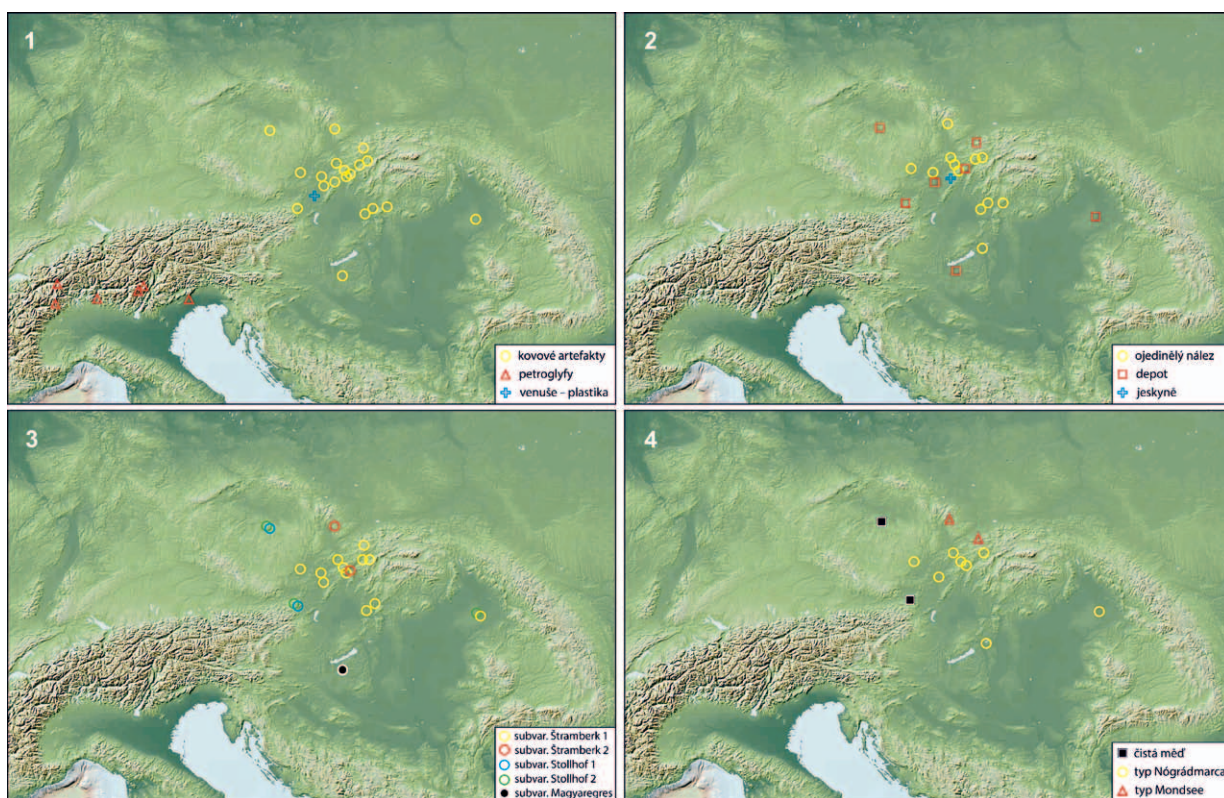 1
kovové artefakty
petroglyfy
venuše – plastika
2
ojedinělý nález
depot
jeskyně
3
subvar. Štramberk 1
subvar. Štramberk 2
subvar. Stollhof 1
subvar. Stollhof 2
subvar. Magyaregres
4
čistá měď
typ Nógrádmarcal
typ Mondsee